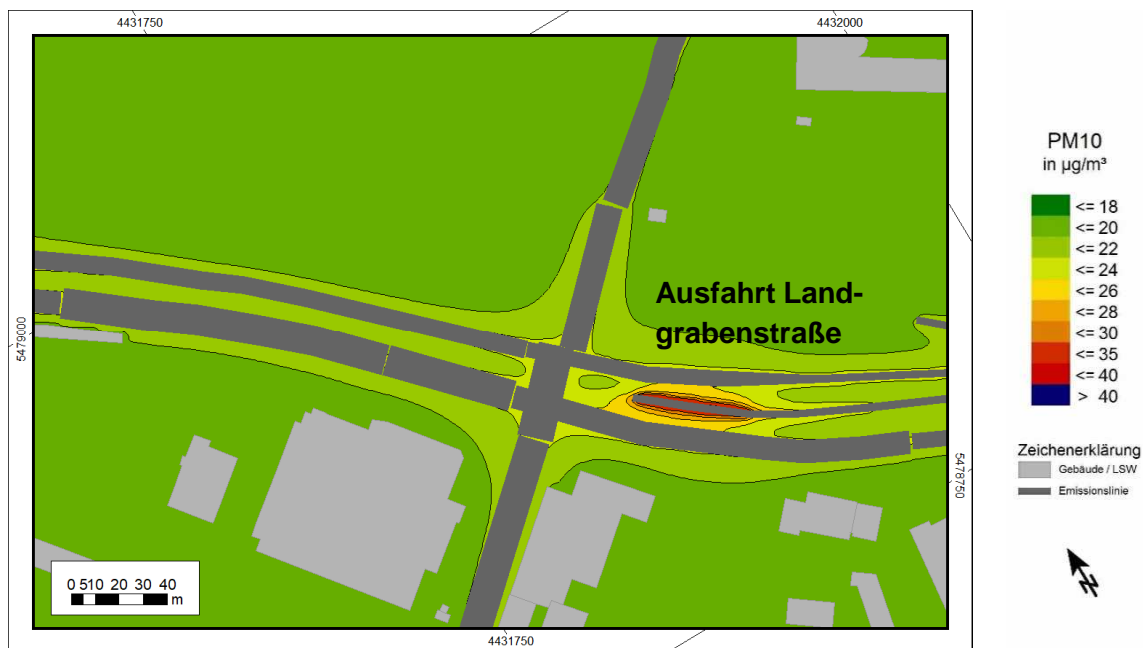 4431750
4432000
5479000
Ausfahrt Land-
grabenstraße
5478750
0 510 20 30 40
m
4431750
PM10
in µg/m³
<= 18
<= 20
<= 22
<= 24
<= 26
<= 28
<= 30
<= 35
<= 40
> 40
Zeichenerklärung
Gebäude / LSW
Emissionslinie
N